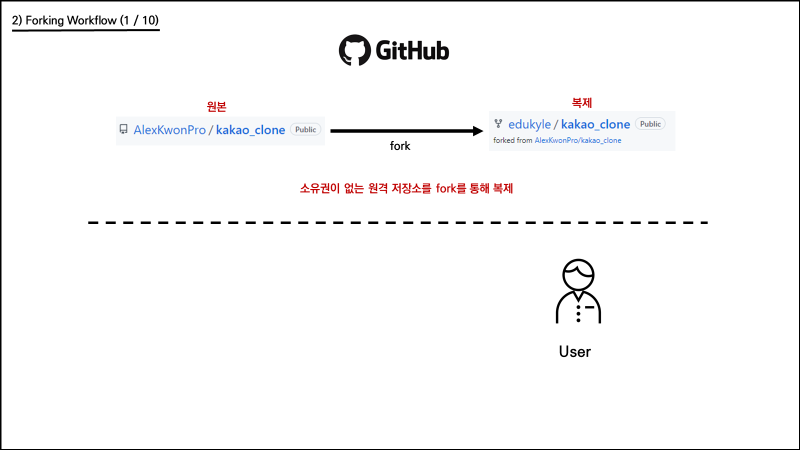 2) Forking Workflow (1 / 10)
GitHub
원본
복제
AlexKwonPro / kakao_clone Public
edukyle / kakao_clone Public
forked from AlexKwonPro/kakao_clone
fork
소유권이 없는 원격 저장소를 fork를 통해 복제
User